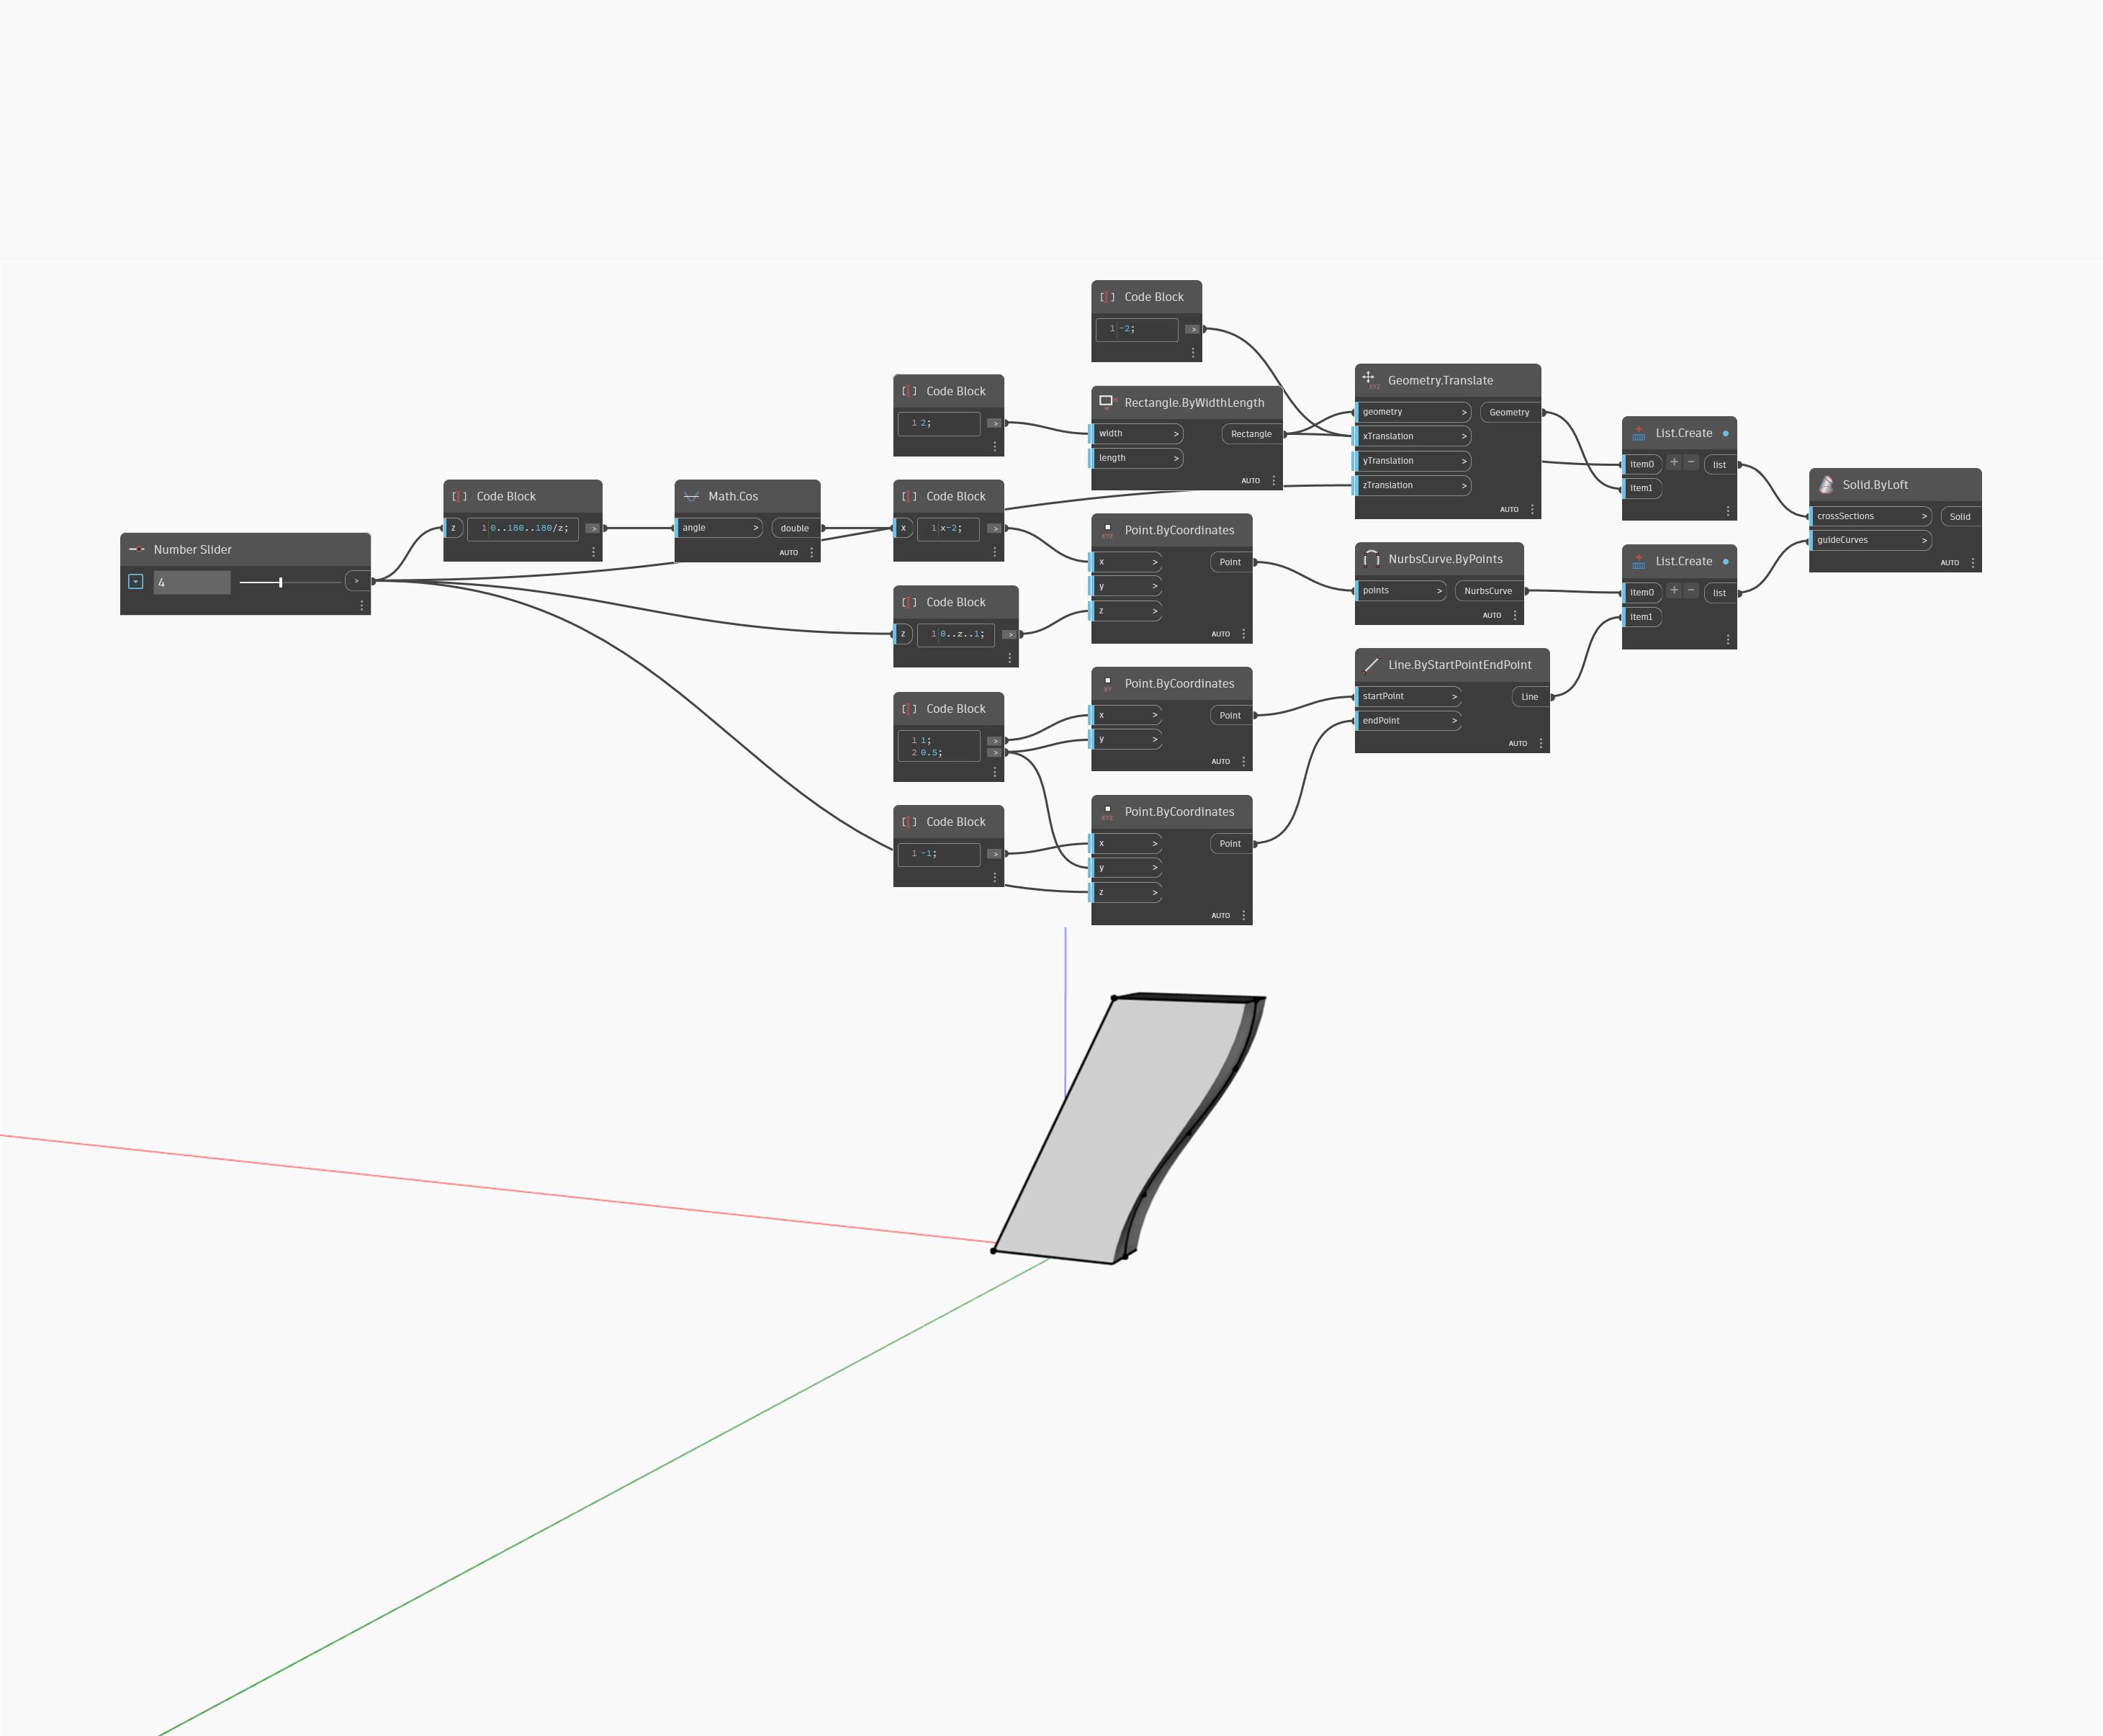 Number Slider
4
>
Code Block
z
1 0..180..180/z;
>
Math.Cos
angle >
double
AUTO
Code Block
1 2;
>
Code Block
x
1 x-2;
>
Code Block
z
1 0..z..1;
>
Code Block
1 1;
2 0.5;
>
>
Code Block
1 -1;
>
Code Block
1 -2;
>
Rectangle.ByWidthLength
width >
length >
Rectangle
AUTO
Point.ByCoordinates
XYZ
x >
y >
z >
Point
AUTO
Point.ByCoordinates
XY
x >
y >
Point
AUTO
Point.ByCoordinates
XYZ
x >
y >
z >
Point
AUTO
Geometry.Translate
XYZ
geometry >
xTranslation >
yTranslation >
zTranslation >
Geometry
AUTO
NurbsCurve.ByPoints
points >
NurbsCurve
AUTO
Line.ByStartPointEndPoint
startPoint >
endPoint >
Line
AUTO
List.Create
item0 + - list
item1
List.Create
item0 + - list
item1
Solid.ByLoft
crossSections >
guideCurves >
Solid
AUTO